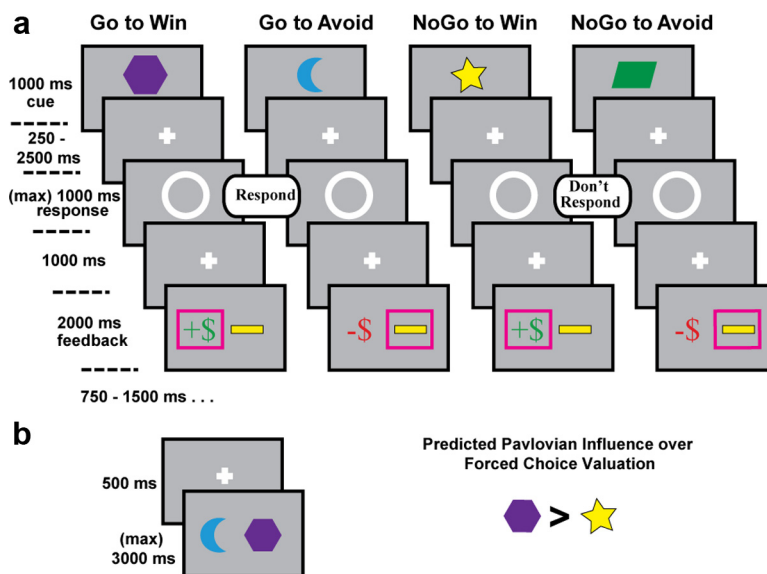 a
Go to Win
Go to Avoid
NoGo to Win
NoGo to Avoid
1000 ms
cue
250 -
2500 ms
(max) 1000 ms
response
Respond
Don't
Respond
1000 ms
2000 ms
feedback
+$
-$
+$
-$
750 - 1500 ms . . .
b
500 ms
(max)
3000 ms
Predicted Pavlovian Influence over
Forced Choice Valuation
>